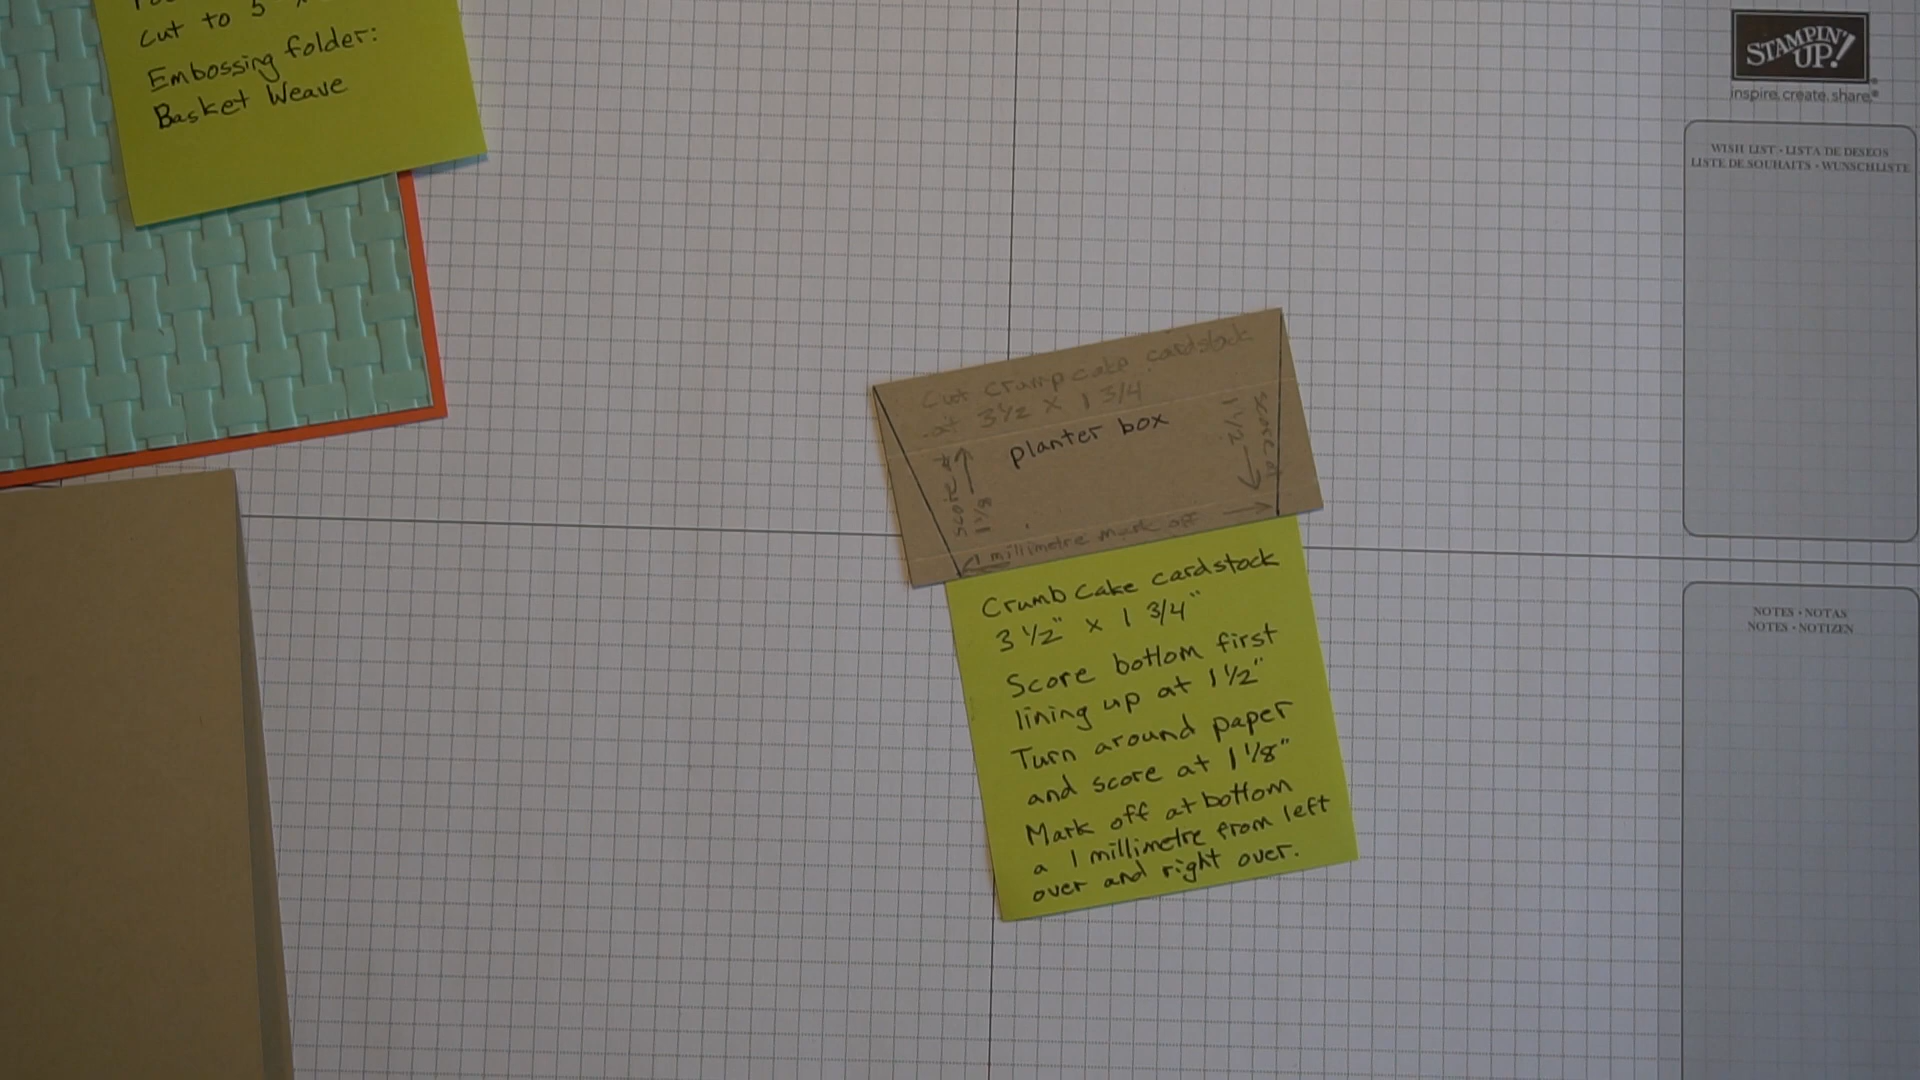 cut to 5
Embossing folder:
Basket Weave
STAMPIN' UP!
inspire.create.share.®
WISH LIST • LISTA DE DESEOS
LISTE DE SOUHAITS • WUNSCHLISTE
Cut Crumpcake cardstock
at 3 1/2 x 1 3/4
planter box
score at
1 1/8
score at
1 1/2
1 millimetre mark off
Crumb Cake cardstock
3 1/2" x 1 3/4"
Score bottom first
lining up at 1 1/2"
Turn around paper
and score at 1 1/8"
Mark off at bottom
a 1 millimetre from left
over and right over.
NOTES • NOTAS
NOTES • NOTIZEN